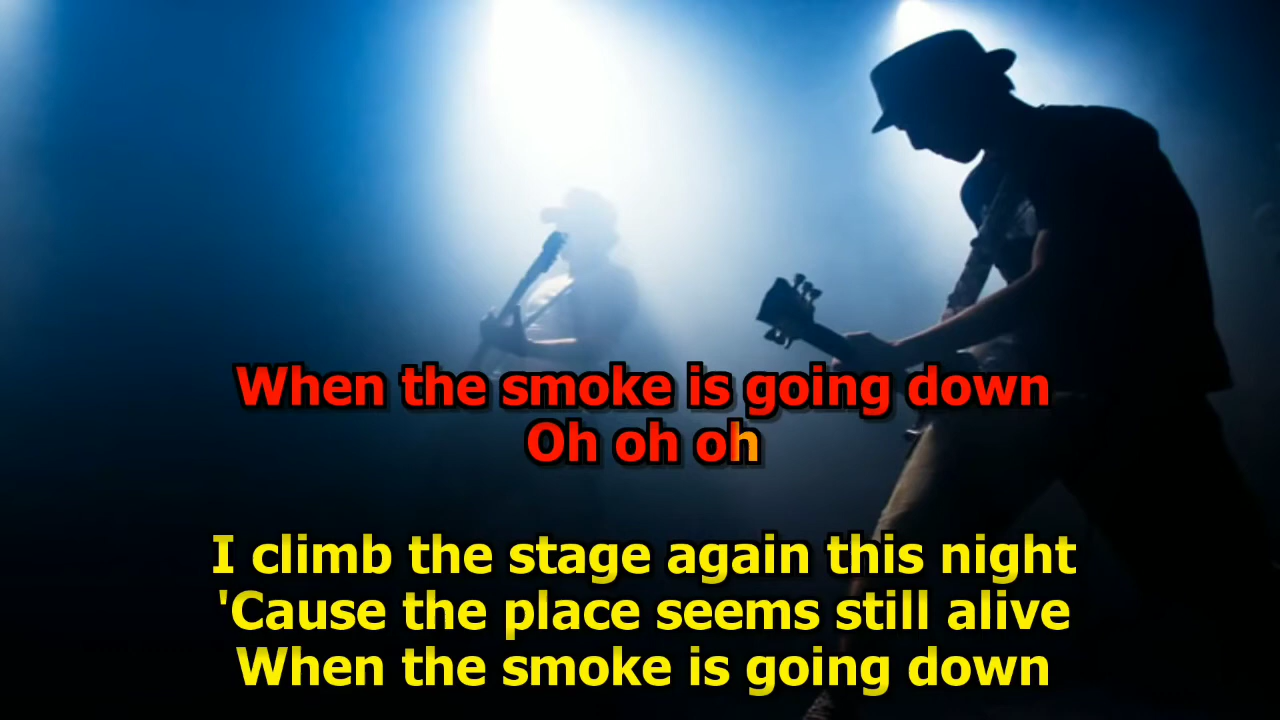 When the smoke is going down
Oh oh oh
I climb the stage again this night
'Cause the place seems still alive
When the smoke is going down